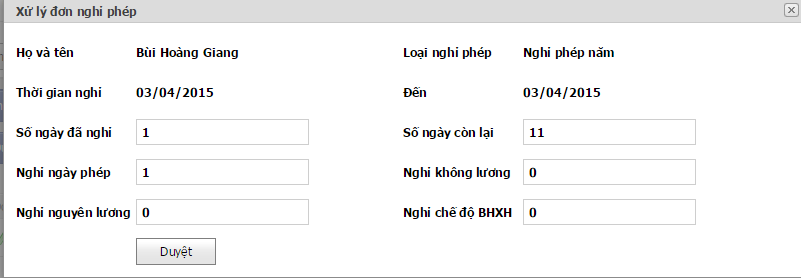 Xử lý đơn nghỉ phép
Họ và tên Bùi Hoàng Giang Loại nghỉ phép Nghỉ phép năm
Thời gian nghỉ 03/04/2015 Đến 03/04/2015
Số ngày đã nghỉ 1 Số ngày còn lại 11
Nghỉ ngày phép 1 Nghỉ không lương 0
Nghỉ nguyên lương 0 Nghỉ chế độ BHXH 0
Duyệt